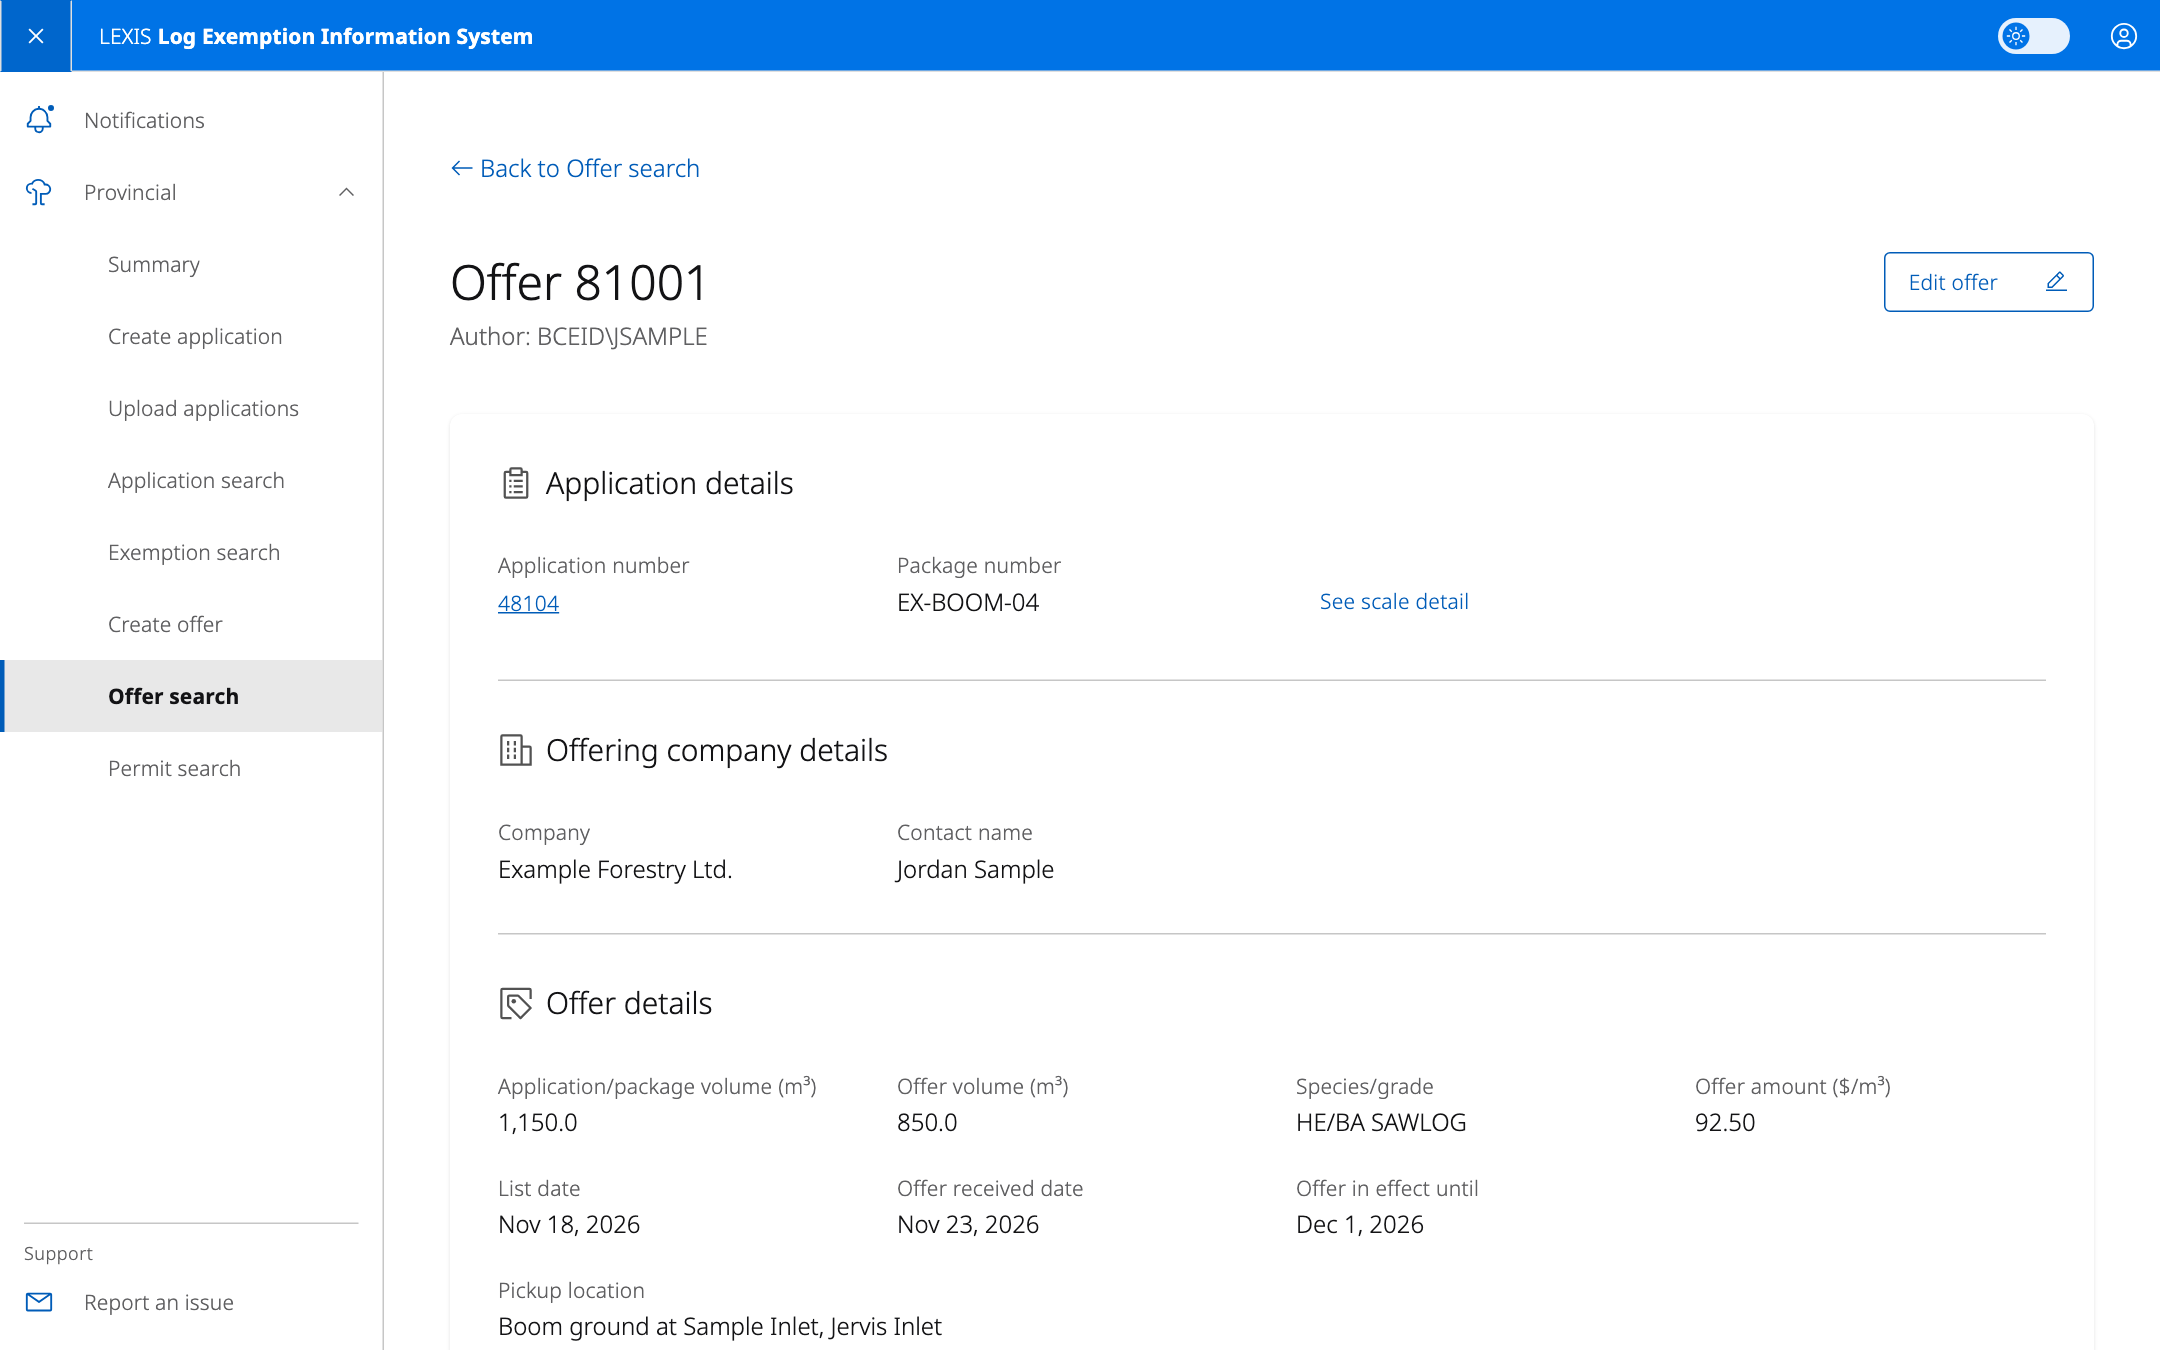 LEXIS Log Exemption Information System
Notifications
Provincial
Summary
Create application
Upload applications
Application search
Exemption search
Create offer
Offer search
Permit search
Support
Report an issue
← Back to Offer search
Offer 81001
Edit offer
Author: BCEID\JSAMPLE
Application details
Application number
48104
Package number
EX-BOOM-04
See scale detail
Offering company details
Company
Example Forestry Ltd.
Contact name
Jordan Sample
Offer details
Application/package volume (m³)
1,150.0
Offer volume (m³)
850.0
Species/grade
HE/BA SAWLOG
Offer amount ($/m³)
92.50
List date
Nov 18, 2026
Offer received date
Nov 23, 2026
Offer in effect until
Dec 1, 2026
Pickup location
Boom ground at Sample Inlet, Jervis Inlet